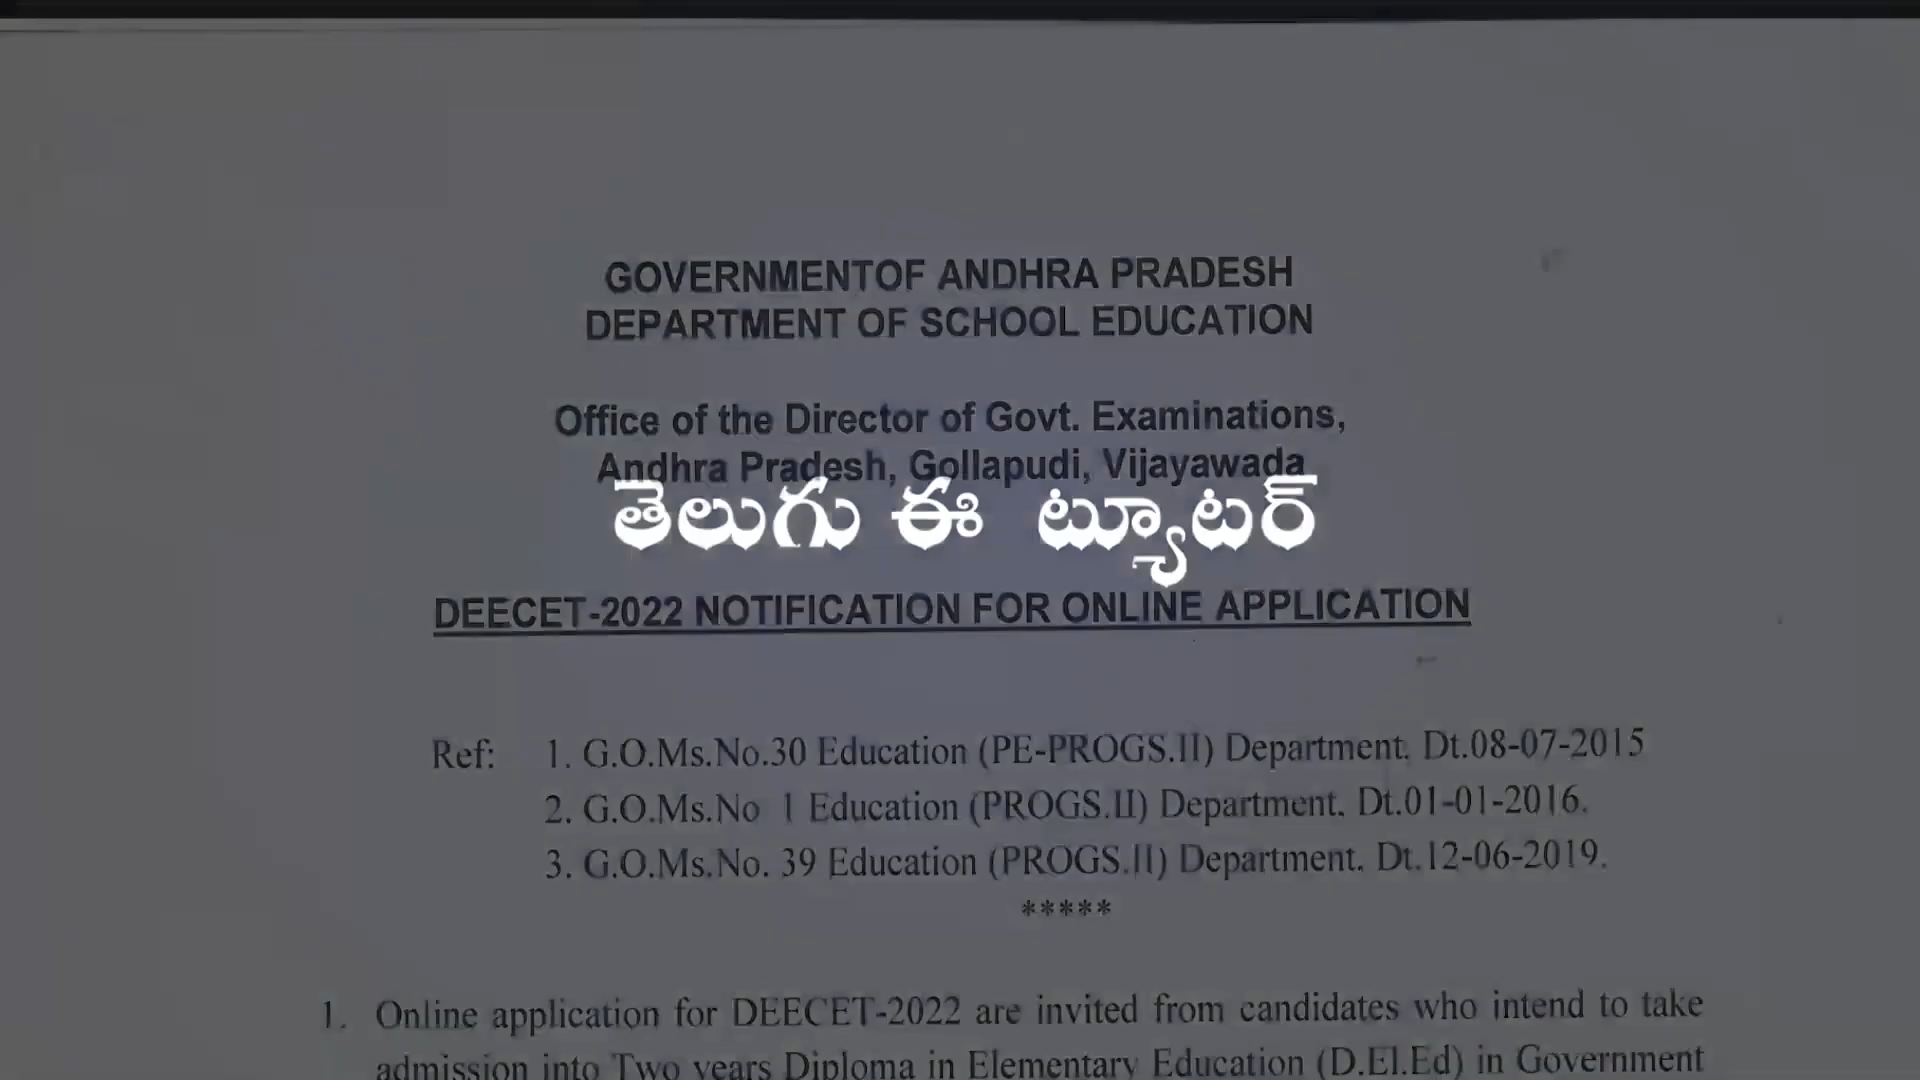 GOVERNMENTOF ANDHRA PRADESH
DEPARTMENT OF SCHOOL EDUCATION
Office of the Director of Govt. Examinations,
Andhra Pradesh, Gollapudi, Vijayawada
తెలుగు ఈ ట్యూటర్
DEECET-2022 NOTIFICATION FOR ONLINE APPLICATION
Ref: 1. G.O.Ms.No.30 Education (PE-PROGS.II) Department. Dt.08-07-2015
2. G.O.Ms.No 1 Education (PROGS.II) Department. Dt.01-01-2016.
3. G.O.Ms.No. 39 Education (PROGS.II) Department. Dt.12-06-2019.
*****
1. Online application for DEECET-2022 are invited from candidates who intend to take
admission into Two years Diploma in Elementary Education (D.El.Ed) in Government